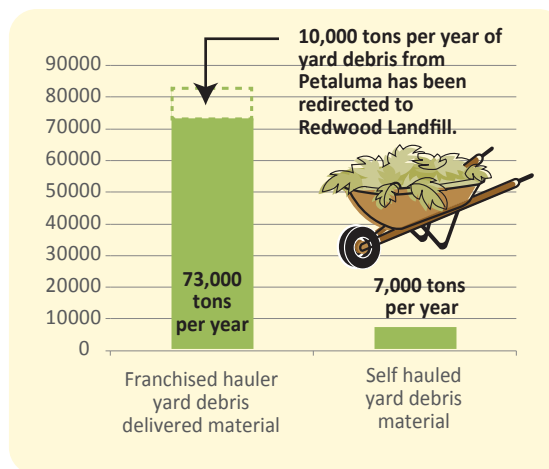 10,000 tons per year of
yard debris from
Petaluma has been
redirected to
Redwood Landfill.
90000
80000
70000
60000
50000
40000
30000
20000
10000
0
73,000
tons
per year
7,000 tons
per year
Franchised hauler
yard debris
delivered material
Self hauled
yard debris
material